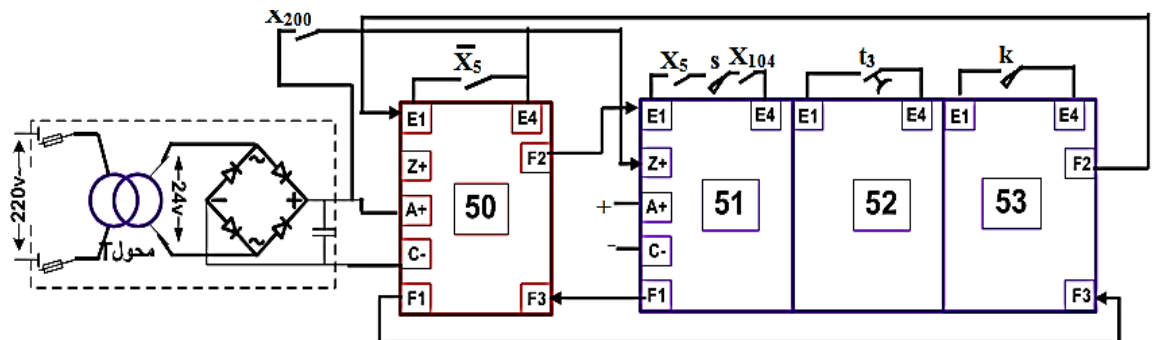 X200
X̅5
E1
E4
Z+
F2
A+
50
C-
F1
F3
220v
24v
محول T
~
+
−
~
X5 s X104
t3
k
E1
E4
E1
E4
E1
E4
Z+
F2
+
A+
51
52
53
−
C-
F1
F3